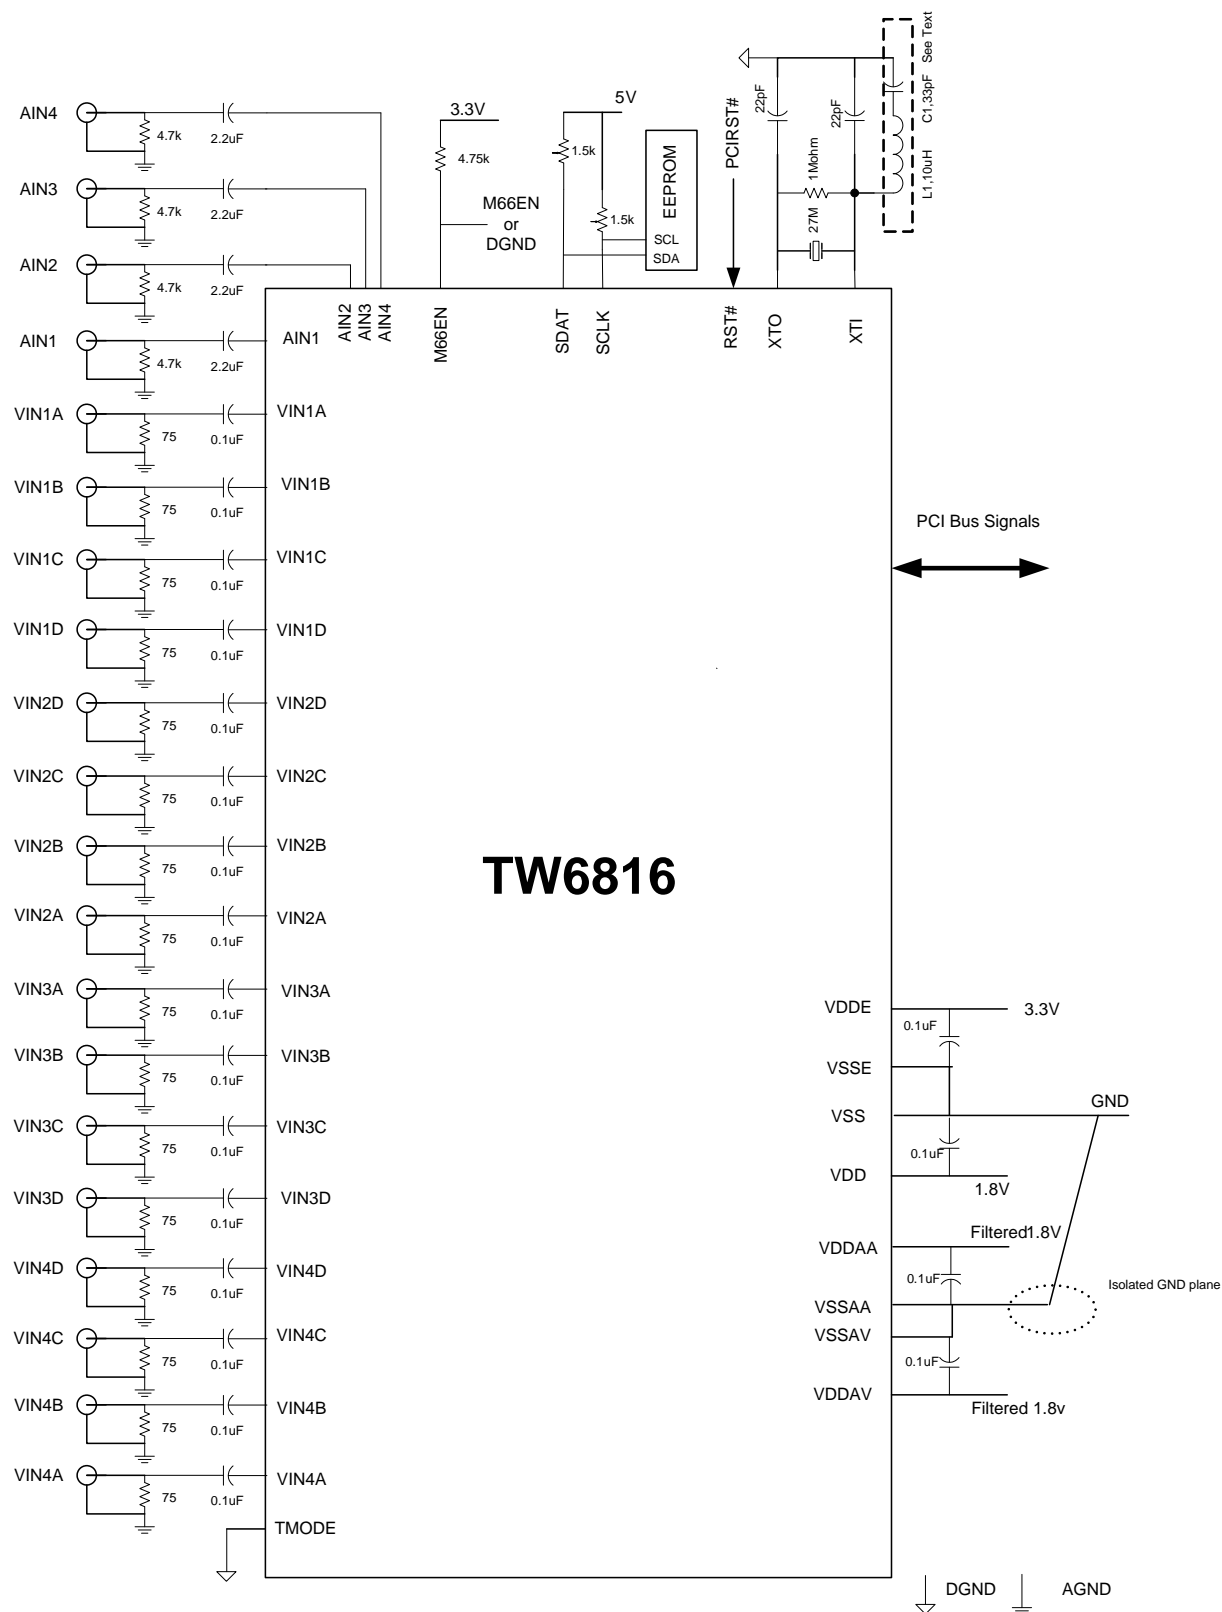 See Text
C1,33pF
L1,10uH
22pF
22pF
1Mohm
27M
PCIRST#
5V
1.5k
1.5k
EEPROM
SCL
SDA
3.3V
4.75k
M66EN
or
DGND
AIN4
4.7k
2.2uF
AIN3
4.7k
2.2uF
AIN2
4.7k
2.2uF
AIN1
4.7k
2.2uF
AIN1
AIN2
AIN3
AIN4
M66EN
SDAT
SCLK
RST#
XTO
XTI
VIN1A
75
0.1uF
VIN1A
VIN1B
75
0.1uF
VIN1B
PCI Bus Signals
VIN1C
75
0.1uF
VIN1C
VIN1D
75
0.1uF
VIN1D
VIN2D
75
0.1uF
VIN2D
VIN2C
75
0.1uF
VIN2C
VIN2B
75
0.1uF
VIN2B
TW6816
VIN2A
75
0.1uF
VIN2A
VIN3A
75
0.1uF
VIN3A
VDDE
0.1uF
3.3V
VIN3B
75
0.1uF
VIN3B
VSSE
VIN3C
75
0.1uF
VIN3C
VSS
GND
0.1uF
VDD
1.8V
VIN3D
75
0.1uF
VIN3D
VDDAA
Filtered1.8V
0.1uF
VIN4D
75
0.1uF
VIN4D
VSSAA
Isolated GND plane
VSSAV
VIN4C
75
0.1uF
VIN4C
0.1uF
VDDAV
Filtered 1.8v
VIN4B
75
0.1uF
VIN4B
VIN4A
75
0.1uF
VIN4A
TMODE
DGND
AGND